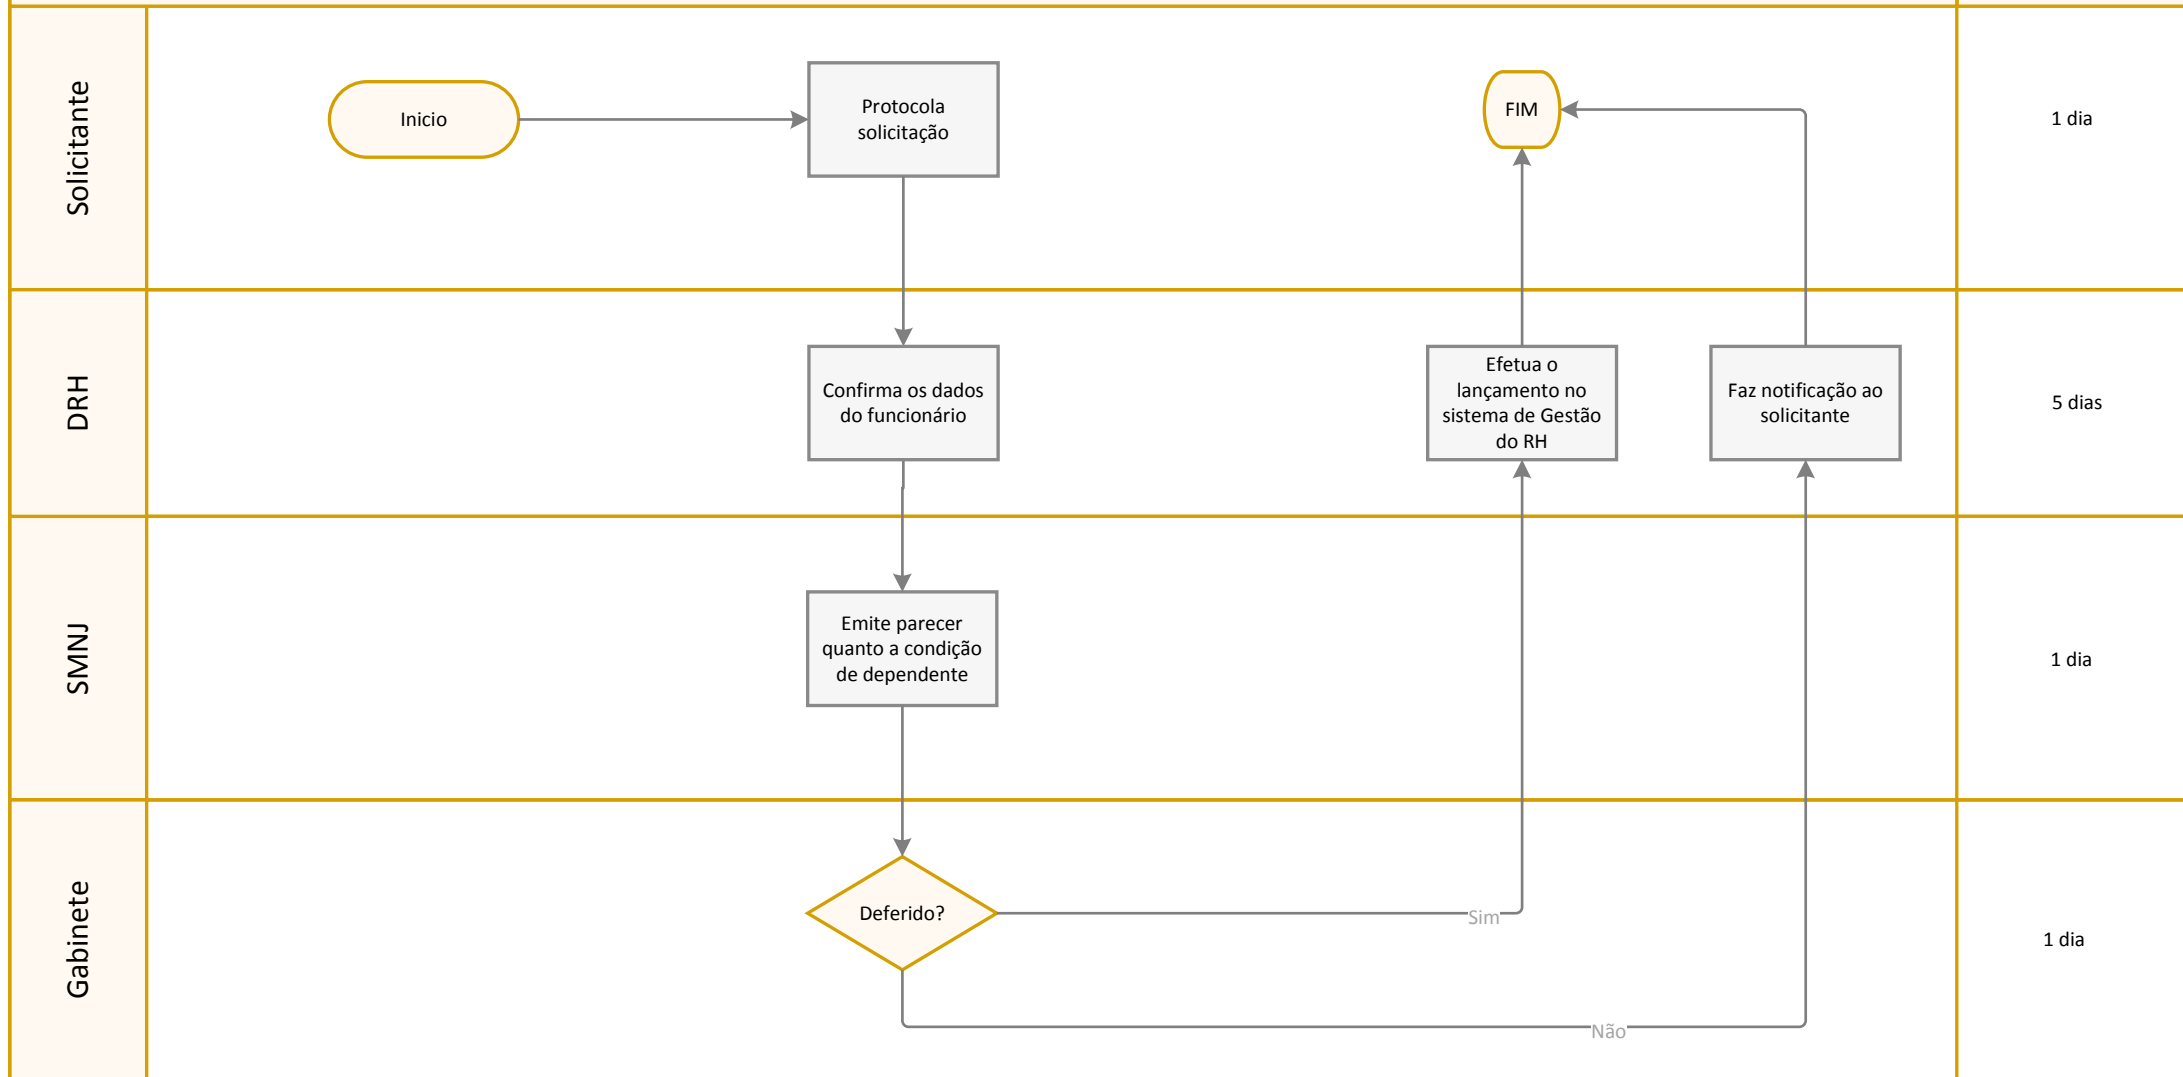 Solicitante
Inicio
Protocola
solicitação
FIM
1 dia
DRH
Confirma os dados
do funcionário
Efetua o
lançamento no
sistema de Gestão
do RH
Faz notificação ao
solicitante
5 dias
SMNJ
Emite parecer
quanto a condição
de dependente
1 dia
Gabinete
Deferido?
Sim
Não
1 dia